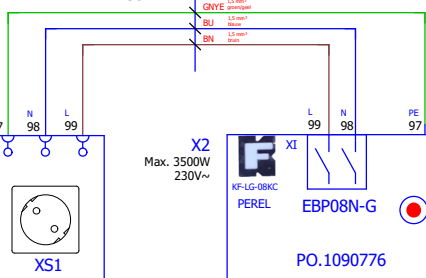 GNYE 1,5 mm² groen/geel
BU 1,5 mm² blauw
BN 1,5 mm² bruin
N L
98 99
X2
Max. 3500W
230V~
F
KF-LG-08KC
PEREL
XI
L N PE
99 98 97
EBP08N-G
XS1
PO.1090776